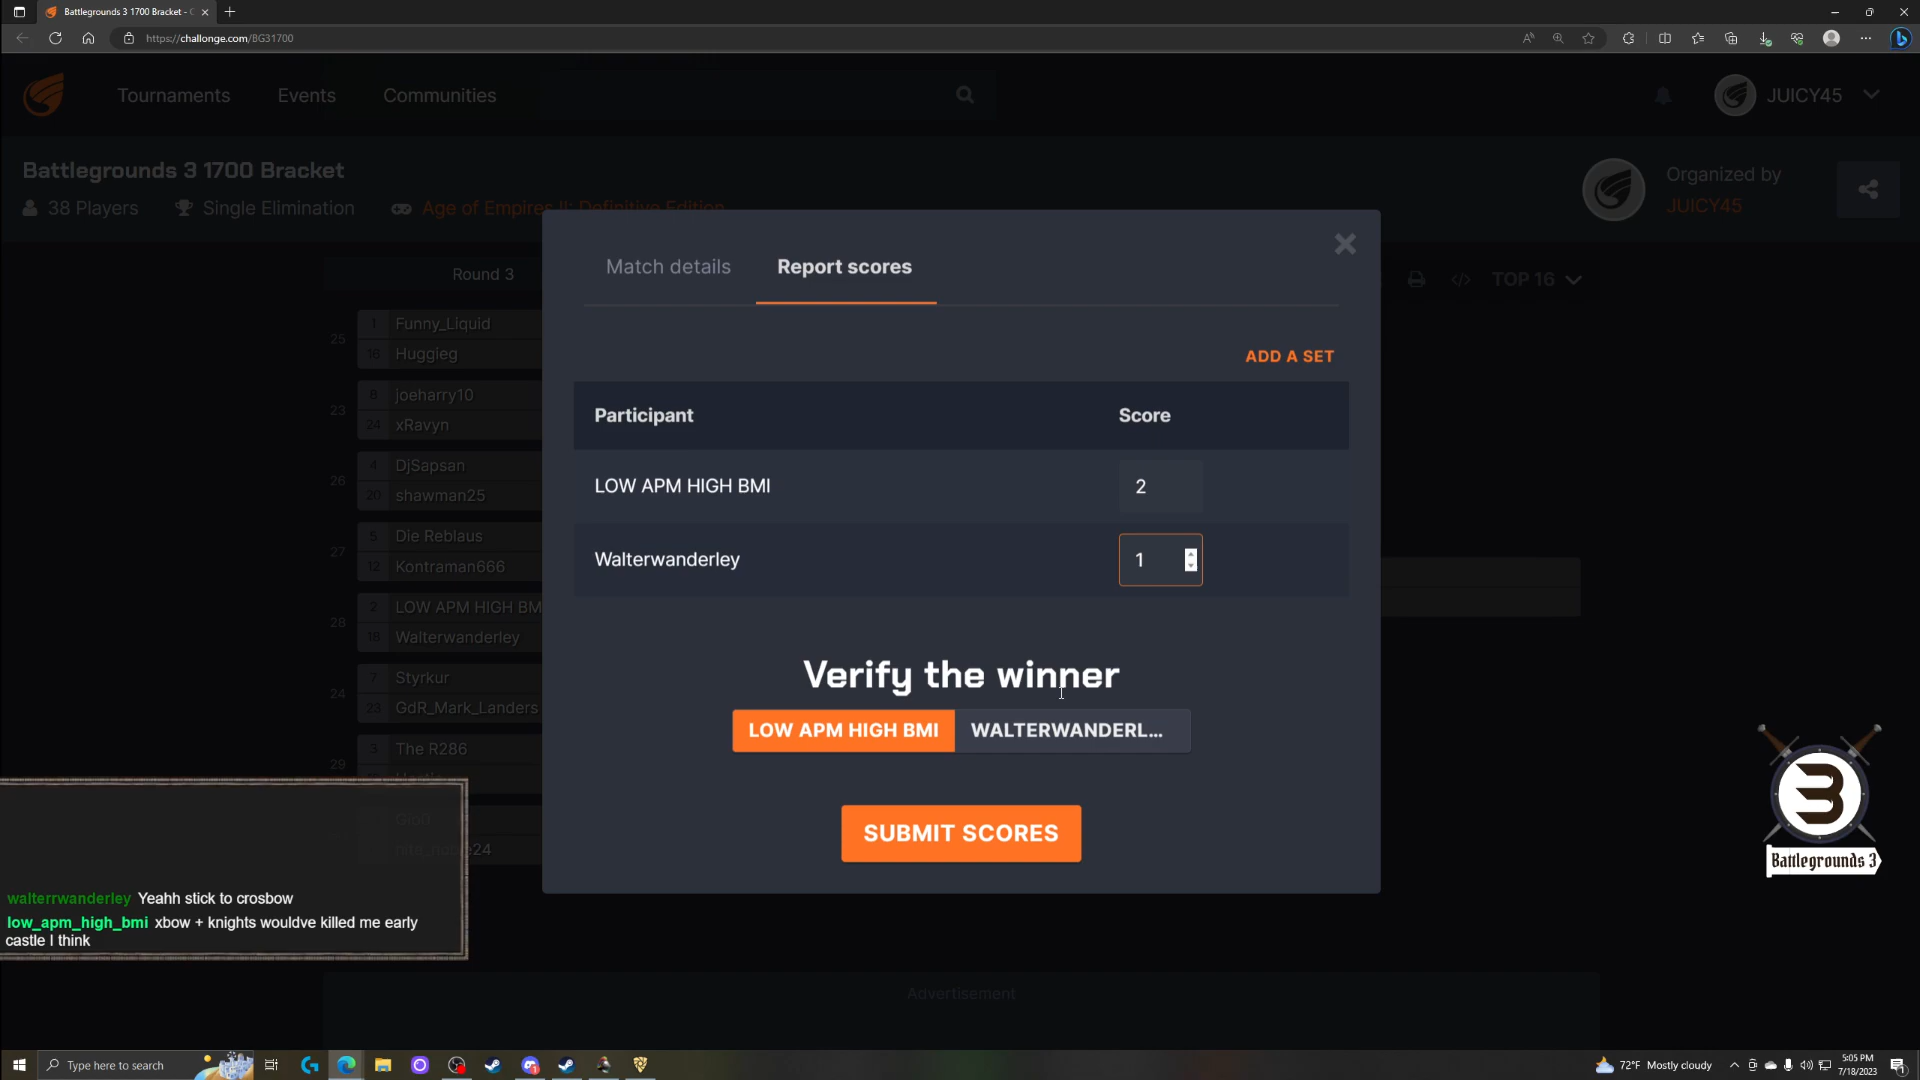 Battlegrounds 3 1700 Bracket - C
https://challonge.com/BG31700
Tournaments
Events
Communities
JUICY45
Battlegrounds 3 1700 Bracket
38 Players
Single Elimination
Age of Empires II: Definitive Edition
Organized by
JUICY45
Round 3
TOP 16
25
1 Funny_Liquid
16 Huggieg
23
8 joeharry10
24 xRavyn
26
4 DjSapsan
20 shawman25
27
5 Die Reblaus
12 Kontraman666
28
2 LOW APM HIGH BM
18 Walterwanderley
24
7 Styrkur
23 GdR_Mark_Landers
29
3 The R286
Match details
Report scores
ADD A SET
Participant
Score
LOW APM HIGH BMI
2
Walterwanderley
1
Verify the winner
LOW APM HIGH BMI
WALTERWANDERL...
SUBMIT SCORES
walterrwanderley Yeahh stick to crosbow
low_apm_high_bmi xbow + knights wouldve killed me early
castle I think
3
Battlegrounds 3
Advertisement
Type here to search
72°F Mostly cloudy
5:05 PM
7/18/2023